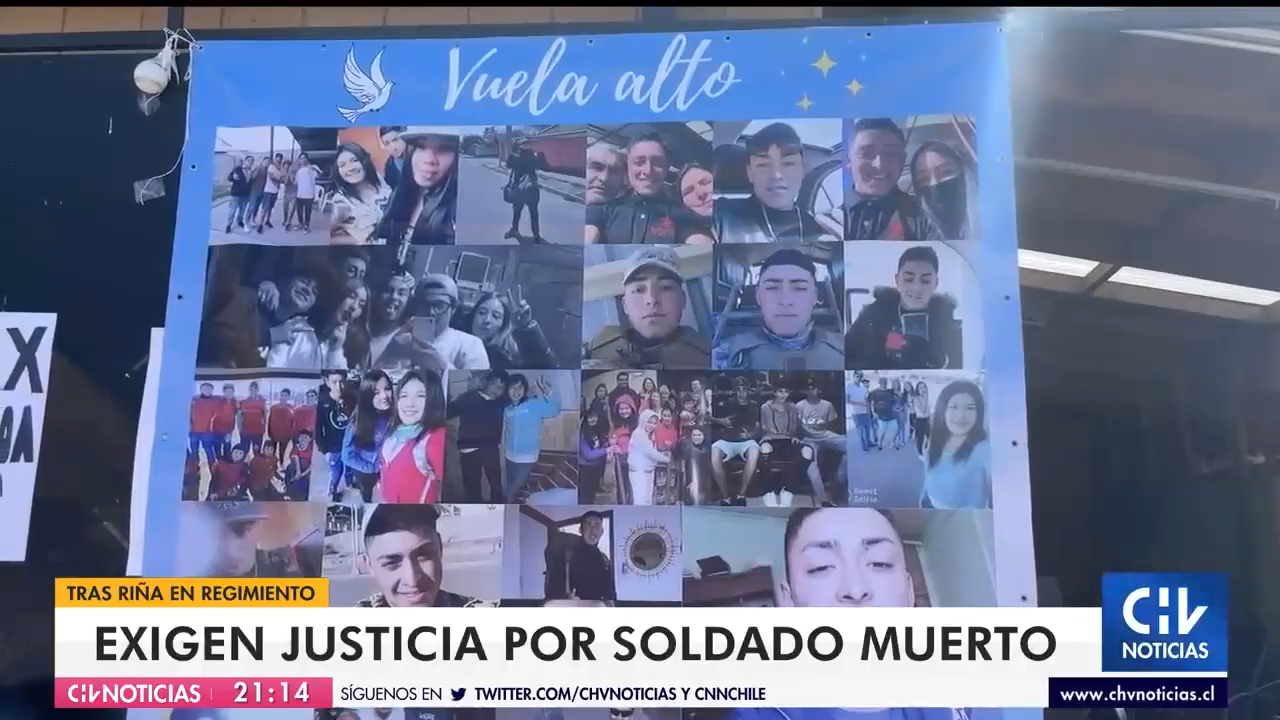 Vuela alto
X
TRAS RIÑA EN REGIMIENTO
EXIGEN JUSTICIA POR SOLDADO MUERTO
CHV
NOTICIAS
CHV NOTICIAS 21:14 SÍGUENOS EN TWITTER.COM/CHVNOTICIAS Y CNNCHILE
www.chvnoticias.cl